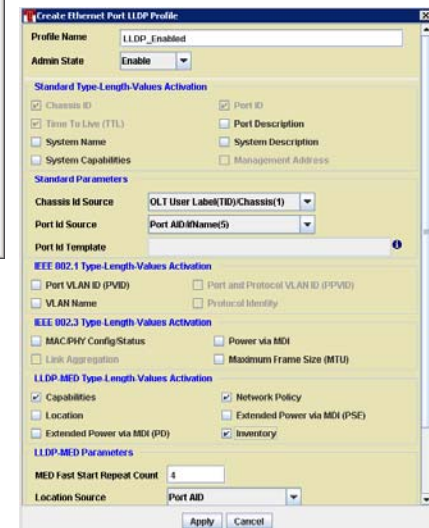 Create Ethernet Port LLDP Profile
Profile Name LLDP_Enabled
Admin State Enable
Standard Type-Length-Values Activation
Chassis ID Port ID
Time To Live (TTL) Port Description
System Name System Description
System Capabilities Management Address
Standard Parameters
Chassis Id Source OLT User Label(TID)/Chassis(1)
Port Id Source Port AID/ifName(5)
Port Id Template
IEEE 802.1 Type-Length-Values Activation
Port VLAN ID (PVID) Port and Protocol VLAN ID (PPVID)
VLAN Name Protocol Identity
IEEE 802.3 Type-Length-Values Activation
MAC/PHY Config/Status Power via MDI
Link Aggregation Maximum Frame Size (MTU)
LLDP-MED Type-Length-Values Activation
Capabilities Network Policy
Location Extended Power via MDI (PSE)
Extended Power via MDI (PD) Inventory
LLDP-MED Parameters
MED Fast Start Repeat Count 4
Location Source Port AID
Apply Cancel